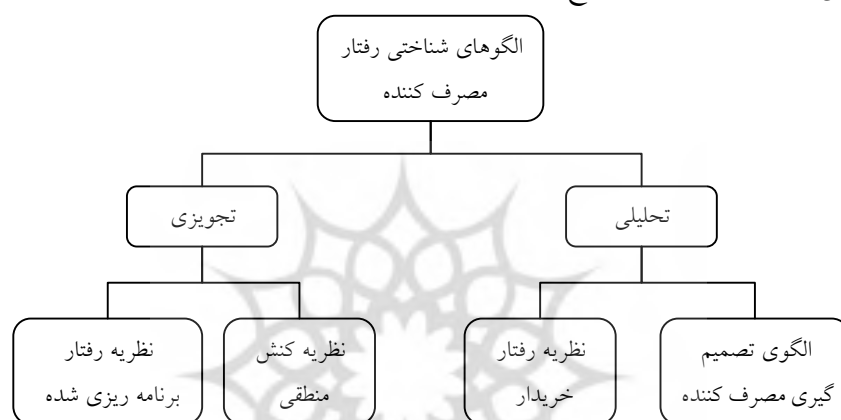 الگوهای شناختی رفتار
مصرف کننده
تحلیلی
تجویزی
الگوی تصمیم
گیری مصرف کننده
نظریه رفتار
خریدار
نظریه کنش
منطقی
نظریه رفتار
برنامه ریزی شده